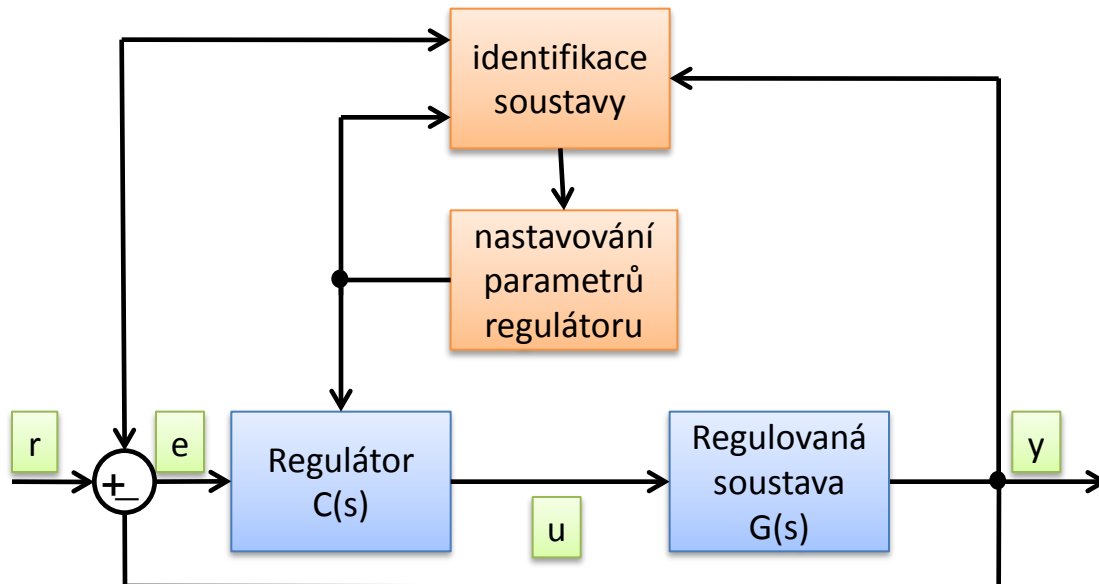 identifikace
soustavy
nastavování
parametrů
regulátoru
r
e
Regulátor
C(s)
u
Regulovaná
soustava
G(s)
y
+
_